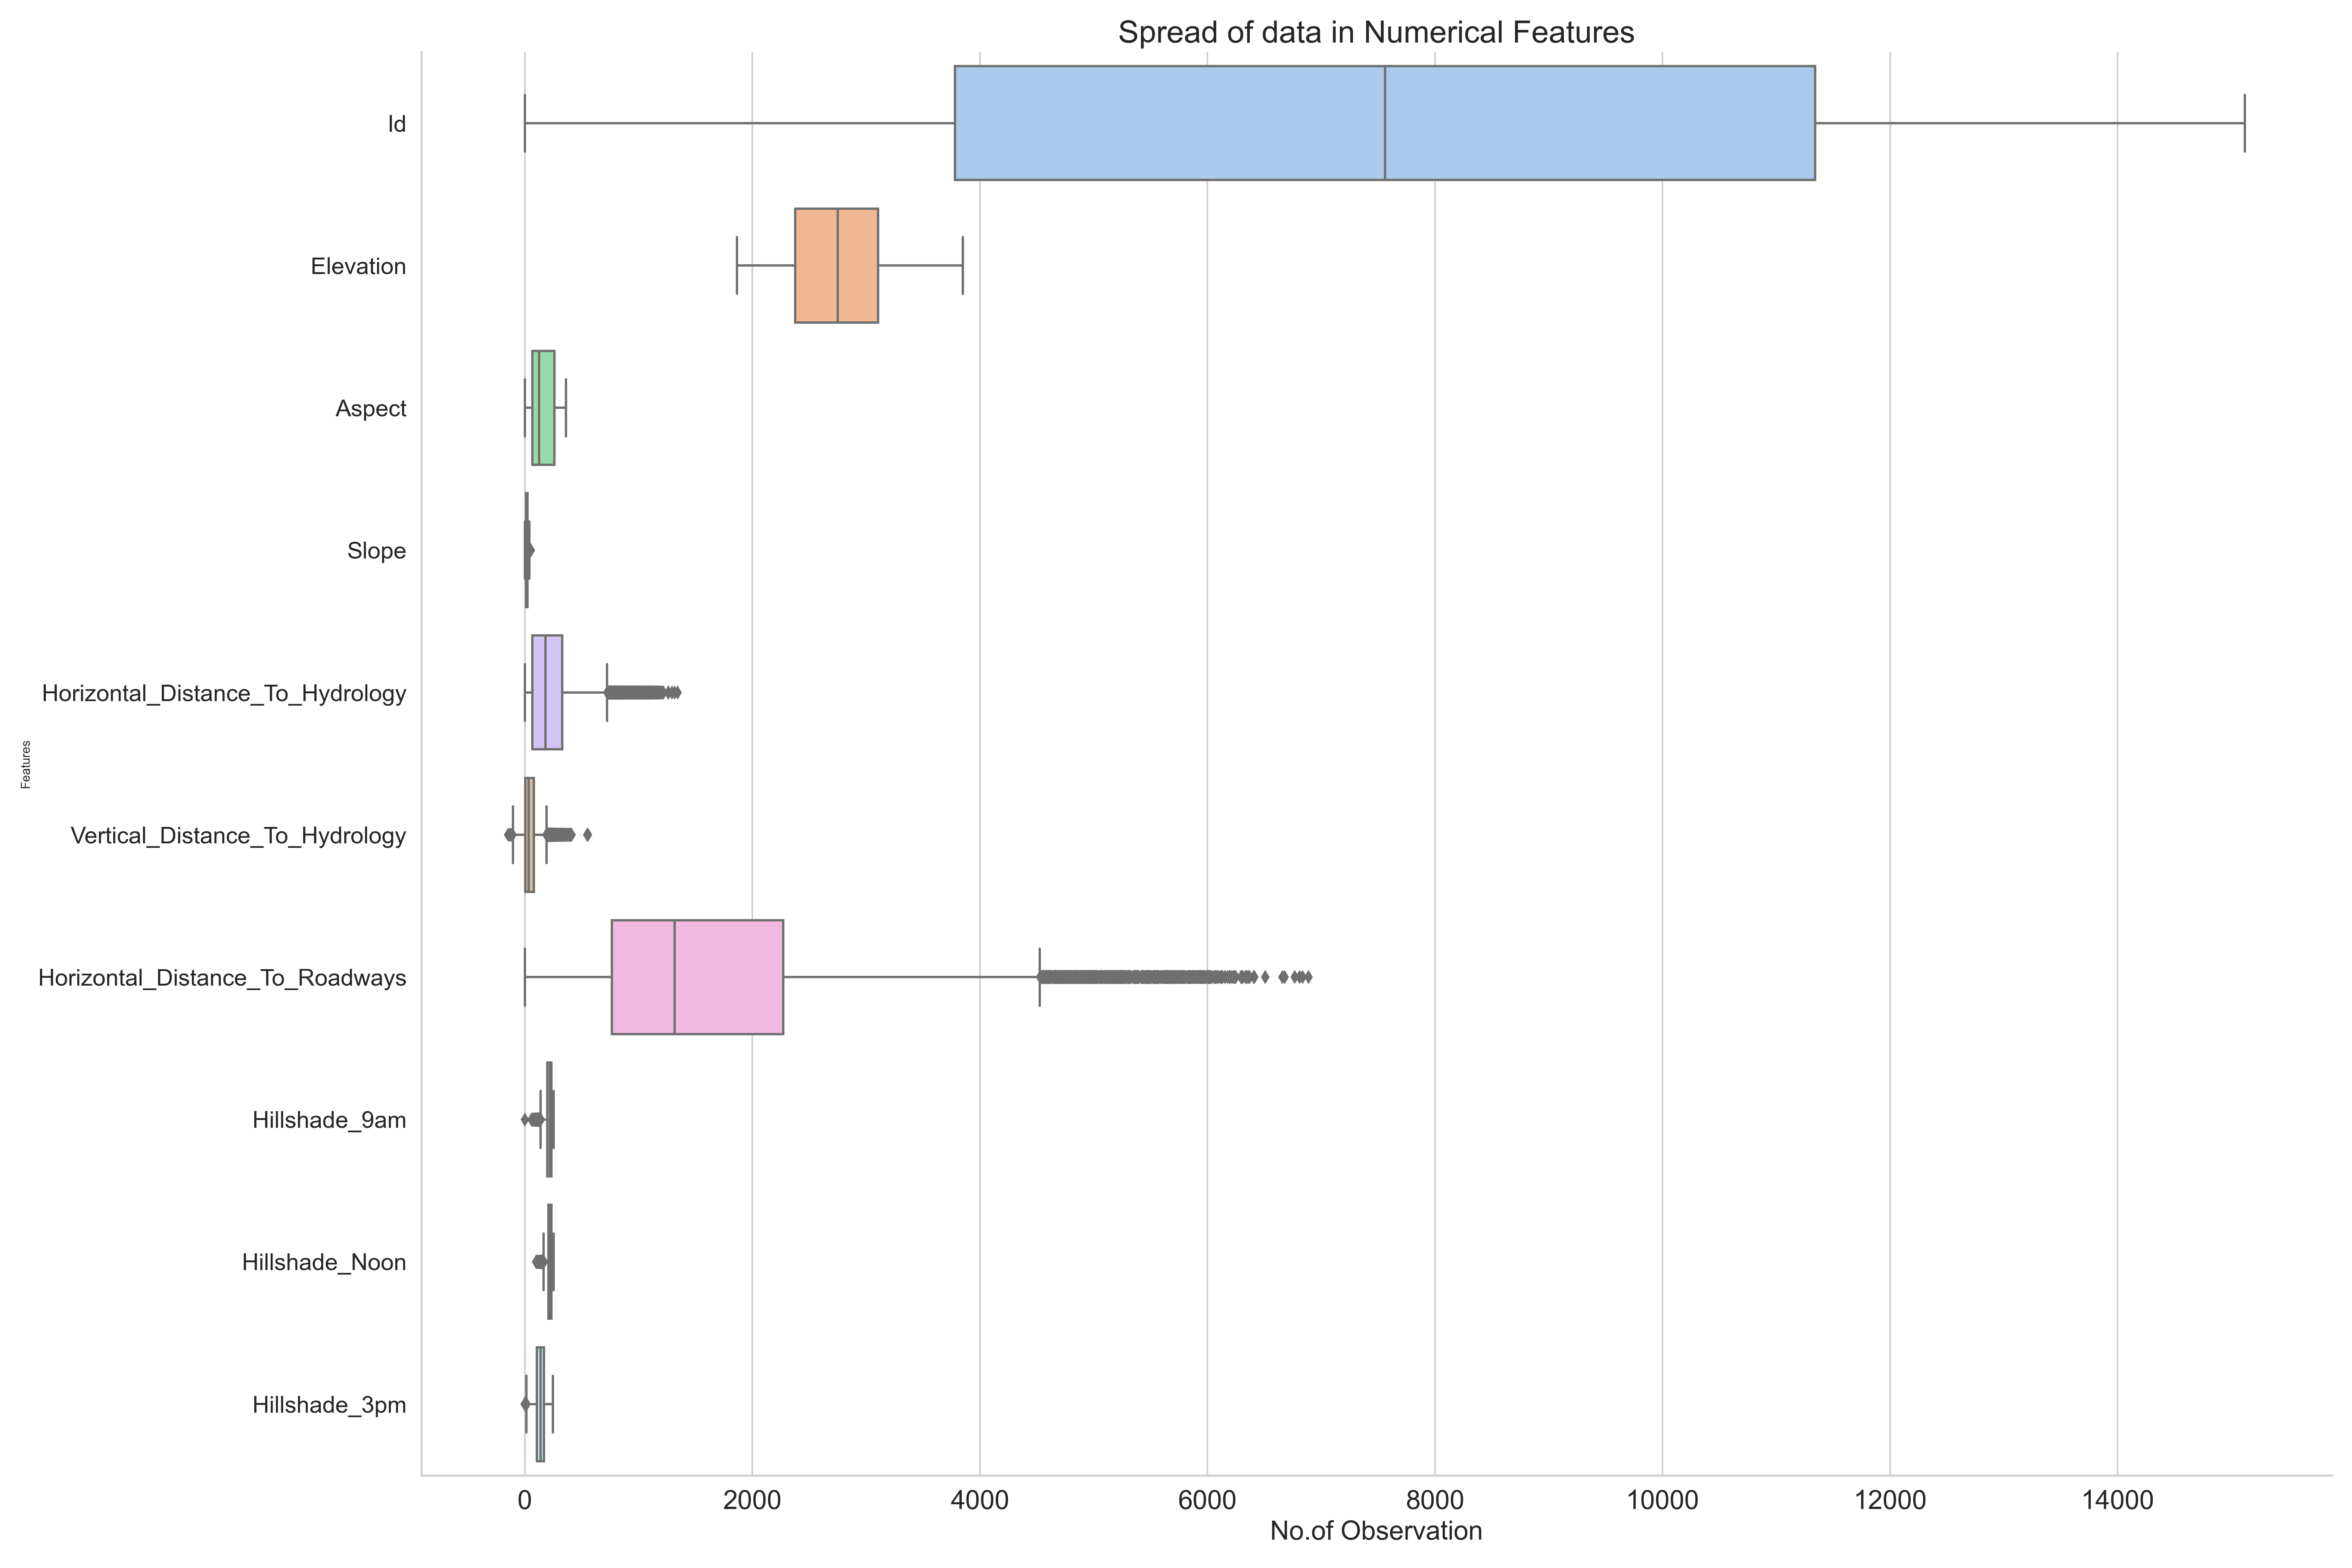 Spread of data in Numerical Features
Id
Elevation
Aspect
Slope
Horizontal_Distance_To_Hydrology
Features
Vertical_Distance_To_Hydrology
Horizontal_Distance_To_Roadways
Hillshade_9am
Hillshade_Noon
Hillshade_3pm
0 2000 4000 6000 8000 10000 12000 14000
No.of Observation